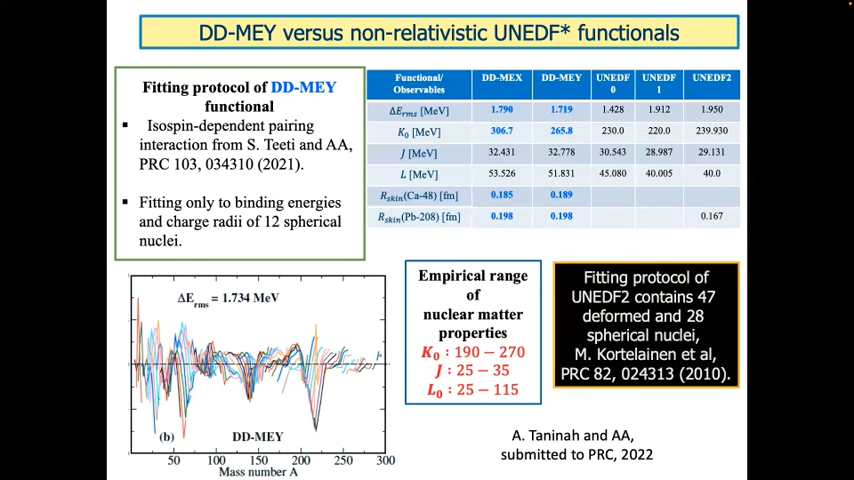 DD-MEY versus non-relativistic UNEDF* functionals
Fitting protocol of DD-MEY
functional
▪ Isospin-dependent pairing
interaction from S. Teeti and AA,
PRC 103, 034310 (2021).
▪ Fitting only to binding energies
and charge radii of 12 spherical
nuclei.
Functional/ DD-MEX DD-MEY UNEDF UNEDF UNEDF2
Observables 0 1
ΔE_rms [MeV] 1.790 1.719 1.428 1.912 1.950
K₀ [MeV] 306.7 265.8 230.0 220.0 239.930
J [MeV] 32.431 32.778 30.543 28.987 29.131
L [MeV] 53.526 51.831 45.080 40.005 40.0
R_skin(Ca-48) [fm] 0.185 0.189
R_skin(Pb-208) [fm] 0.198 0.198 0.167
ΔE_rms = 1.734 MeV
(b) DD-MEY
50 100 150 200 250 300
Mass number A
Empirical range
of
nuclear matter
properties
K₀ : 190 − 270
J : 25 − 35
L₀ : 25 − 115
Fitting protocol of
UNEDF2 contains 47
deformed and 28
spherical nuclei,
M. Kortelainen et al,
PRC 82, 024313 (2010).
A. Taninah and AA,
submitted to PRC, 2022